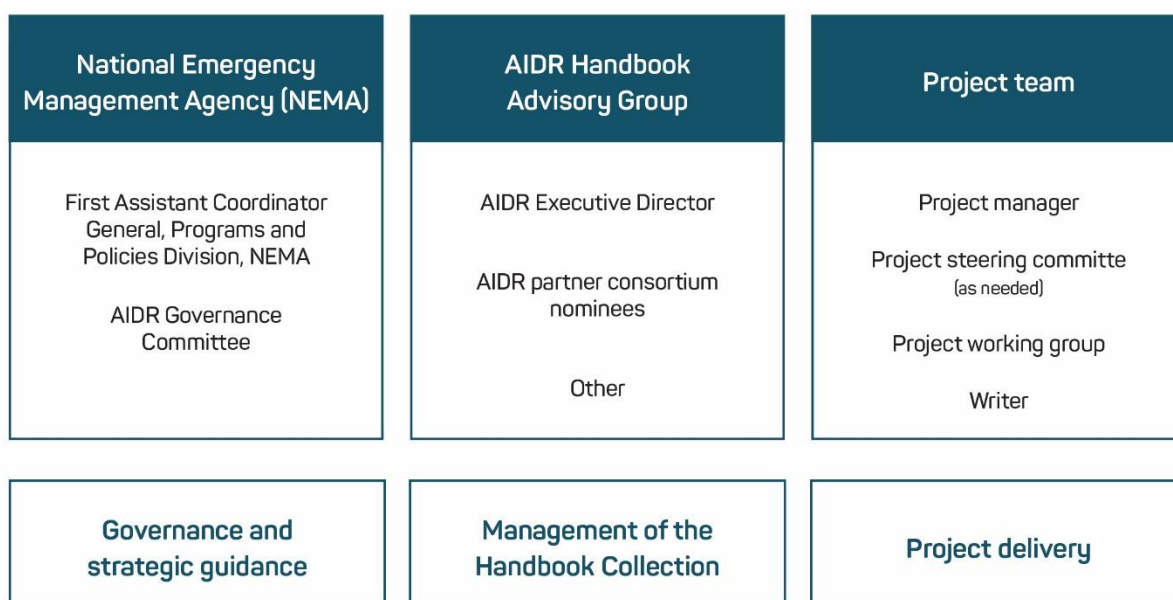 National Emergency
Management Agency (NEMA)
First Assistant Coordinator
General, Programs and
Policies Division, NEMA
AIDR Governance
Committee
AIDR Handbook
Advisory Group
AIDR Executive Director
AIDR partner consortium
nominees
Other
Project team
Project manager
Project steering committe
(as needed)
Project working group
Writer
Governance and
strategic guidance
Management of the
Handbook Collection
Project delivery